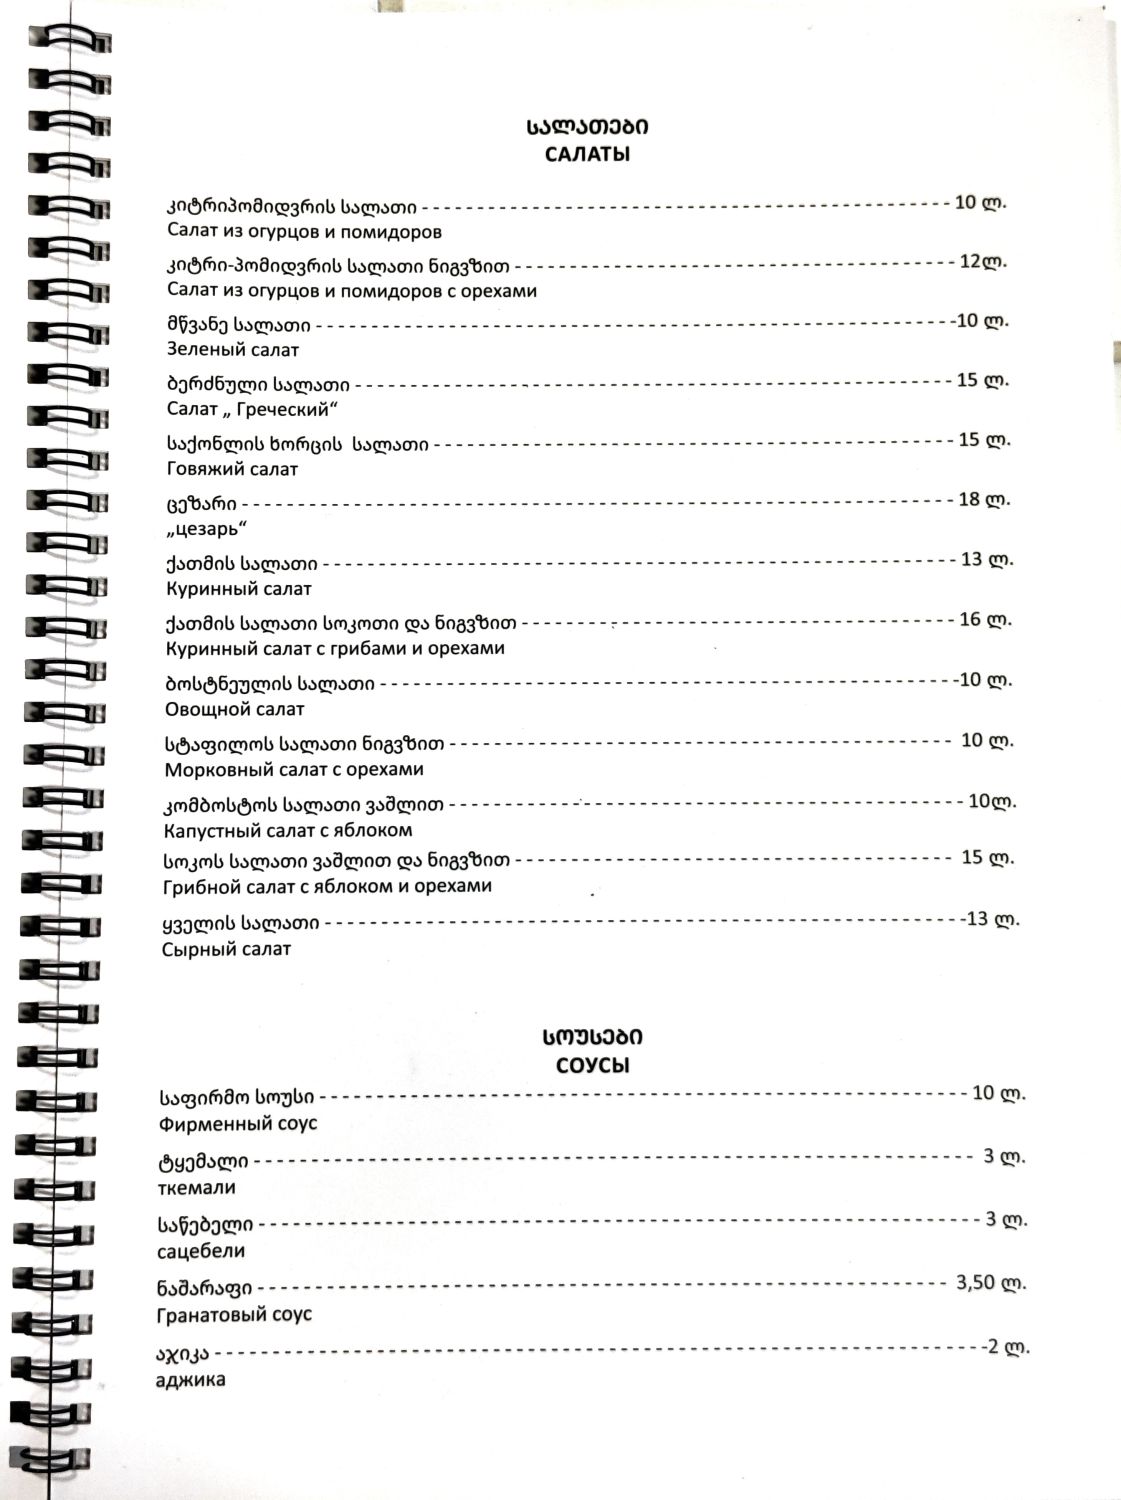 სალათები
САЛАТЫ
კიტრიპომიდვრის სალათი - - - - - - - - - - - - - - - - - - - - - - - - - - - - - - - - - - - - - - - - - - - - - - - - 10 ლ.
Салат из огурцов и помидоров
კიტრი-პომიდვრის სალათი ნიგვზით - - - - - - - - - - - - - - - - - - - - - - - - - - - - - - - - - - - - - - - - 12ლ.
Салат из огурцов и помидоров с орехами
მწვანე სალათი - - - - - - - - - - - - - - - - - - - - - - - - - - - - - - - - - - - - - - - - - - - - - - - - - - - - - - - - - -10 ლ.
Зеленый салат
ბერძნული სალათი - - - - - - - - - - - - - - - - - - - - - - - - - - - - - - - - - - - - - - - - - - - - - - - - - - - - - - 15 ლ.
Салат „ Греческий“
საქონლის ხორცის  სალათი - - - - - - - - - - - - - - - - - - - - - - - - - - - - - - - - - - - - - - - - - - - - - - - 15 ლ.
Говяжий салат
ცეზარი - - - - - - - - - - - - - - - - - - - - - - - - - - - - - - - - - - - - - - - - - - - - - - - - - - - - - - - - - - - - - - - - 18 ლ.
„цезарь“
ქათმის სალათი - - - - - - - - - - - - - - - - - - - - - - - - - - - - - - - - - - - - - - - - - - - - - - - - - - - - - - - - - 13 ლ.
Куринный салат
ქათმის სალათი სოკოთი და ნიგვზით - - - - - - - - - - - - - - - - - - - - - - - - - - - - - - - - - - - - - - - 16 ლ.
Куринный салат с грибами и орехами
ბოსტნეულის სალათი - - - - - - - - - - - - - - - - - - - - - - - - - - - - - - - - - - - - - - - - - - - - - - - - - - - -10 ლ.
Овощной салат
სტაფილოს სალათი ნიგვზით - - - - - - - - - - - - - - - - - - - - - - - - - - - - - - - - - - - - - - - - - - - - - 10 ლ.
Морковный салат с орехами
კომბოსტოს სალათი ვაშლით - - - - - - - - - - - - - - - - - - - - - - - - - - - - - - - - - - - - - - - - - - - - - - 10ლ.
Капустный салат с яблоком
სოკოს სალათი ვაშლით და ნიგვზით - - - - - - - - - - - - - - - - - - - - - - - - - - - - - - - - - - - - - - - 15 ლ.
Грибной салат с яблоком и орехами
ყველის სალათი - - - - - - - - - - - - - - - - - - - - - - - - - - - - - - - - - - - - - - - - - - - - - - - - - - - - - - - - - -13 ლ.
Сырный салат
სოუსები
СОУСЫ
საფირმო სოუსი - - - - - - - - - - - - - - - - - - - - - - - - - - - - - - - - - - - - - - - - - - - - - - - - - - - - - - - - - - 10 ლ.
Фирменный соус
ტყემალი - - - - - - - - - - - - - - - - - - - - - - - - - - - - - - - - - - - - - - - - - - - - - - - - - - - - - - - - - - - - - - - - 3 ლ.
ткемали
საწებელი - - - - - - - - - - - - - - - - - - - - - - - - - - - - - - - - - - - - - - - - - - - - - - - - - - - - - - - - - - - - - - - - 3 ლ.
сацебели
ნაშარაფი - - - - - - - - - - - - - - - - - - - - - - - - - - - - - - - - - - - - - - - - - - - - - - - - - - - - - - - - - - - - - 3,50 ლ.
Гранатовый соус
აჯიკა - - - - - - - - - - - - - - - - - - - - - - - - - - - - - - - - - - - - - - - - - - - - - - - - - - - - - - - - - - - - - - - - - - - -2 ლ.
аджика